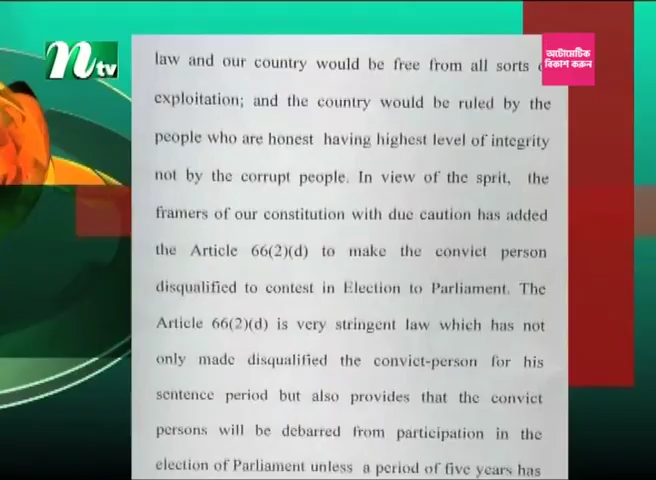 ntv
অটোমেটিক
বিকাশ করুন
law and our country would be free from all sorts
exploitation; and the country would be ruled by the
people who are honest having highest level of integrity
not by the corrupt people. In view of the sprit, the
framers of our constitution with due caution has added
the Article 66(2)(d) to make the convict person
disqualified to contest in Election to Parliament. The
Article 66(2)(d) is very stringent law which has not
only made disqualified the convict-person for his
sentence period but also provides that the convict
persons will be debarred from participation in the
election of Parliament unless a period of five years has